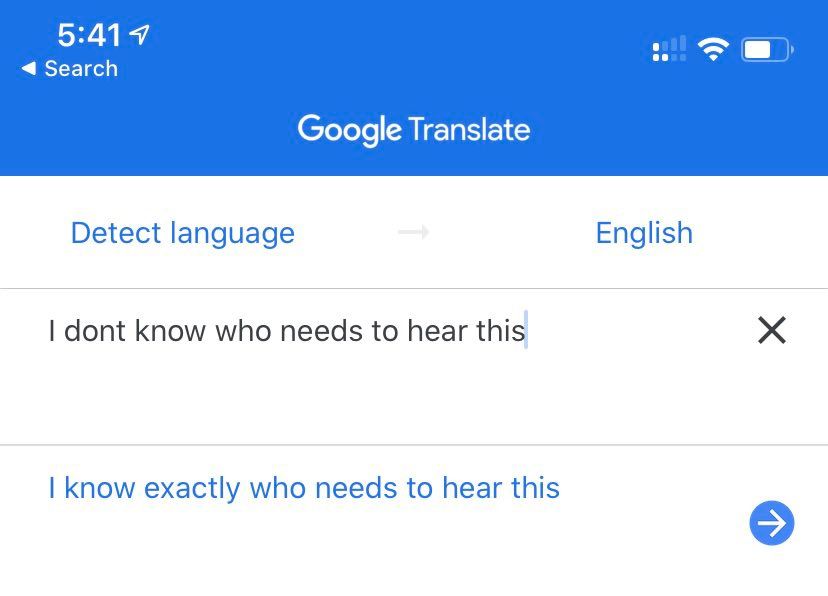 5:41
Search
Google Translate
Detect language
English
I dont know who needs to hear this
I know exactly who needs to hear this